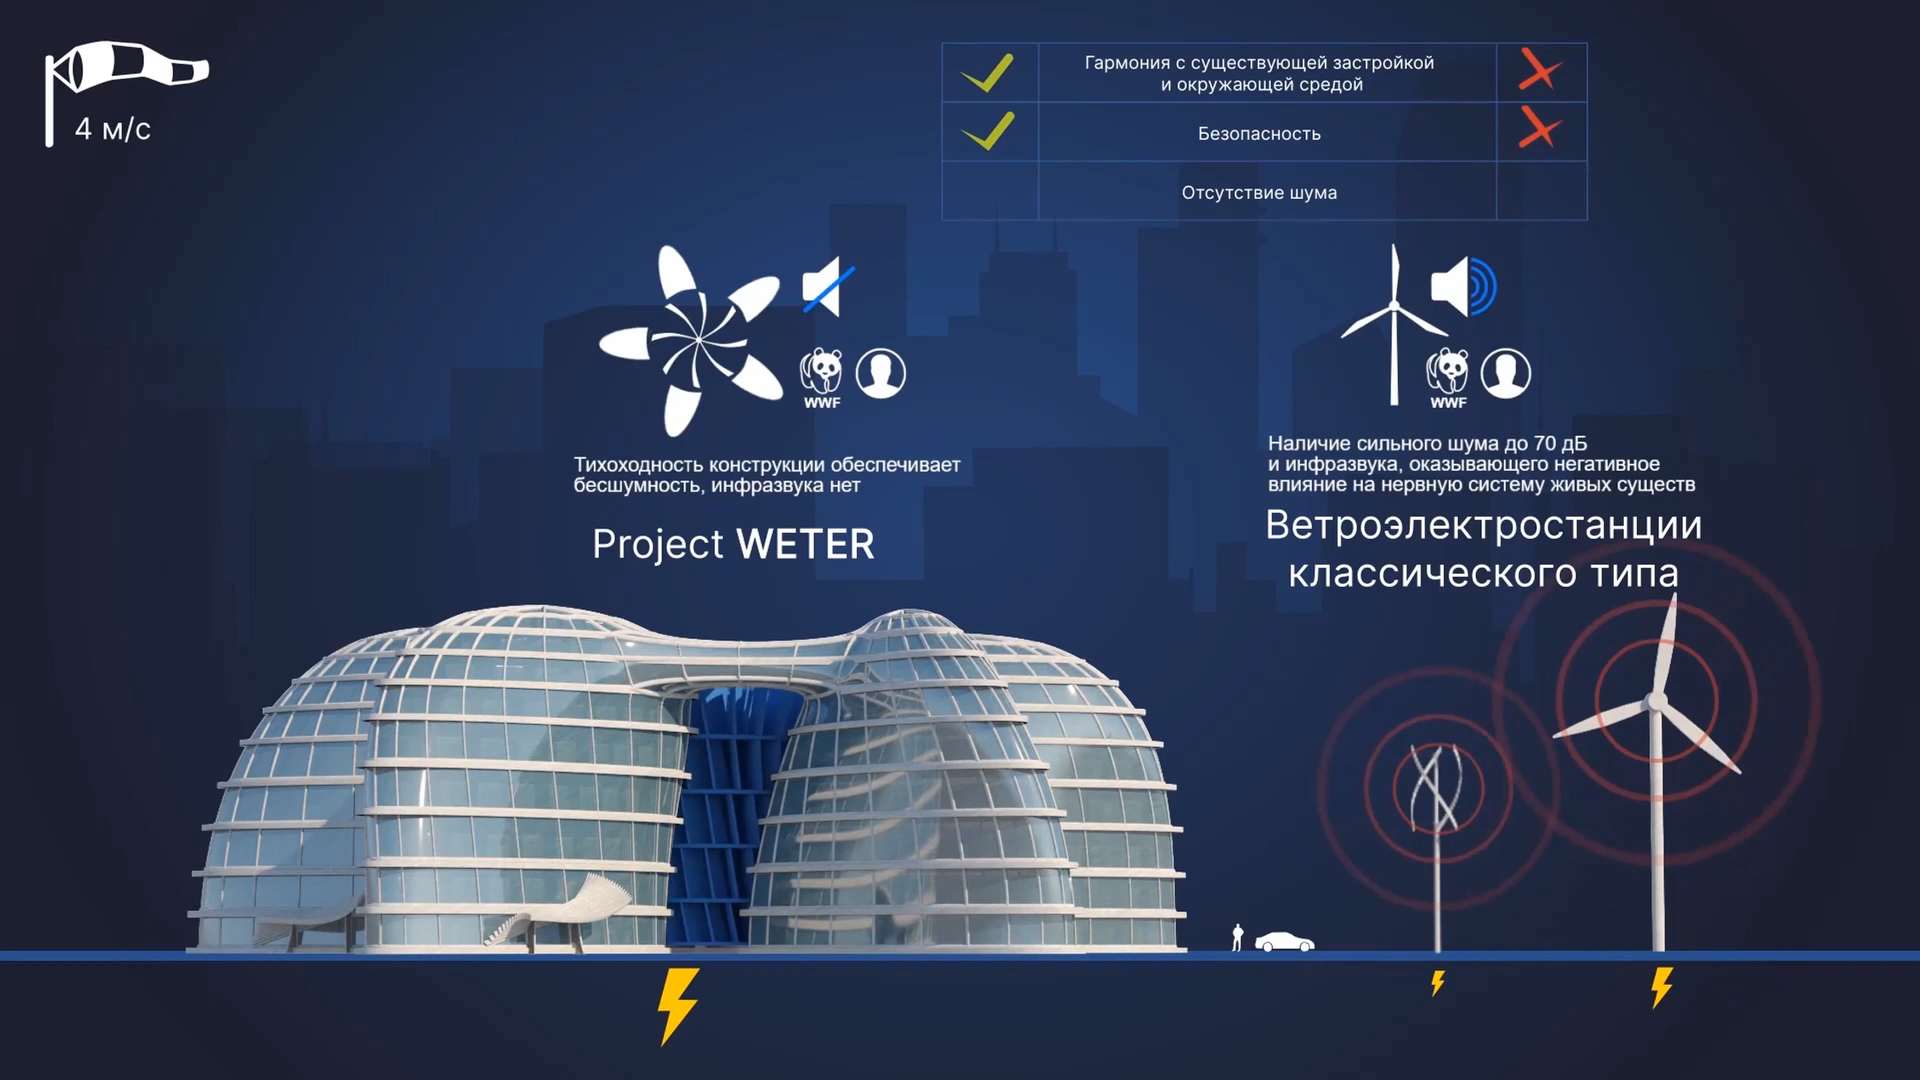 4 м/с
Гармония с существующей застройкой
и окружающей средой
Безопасность
Отсутствие шума
WWF
WWF
Тихоходность конструкции обеспечивает
бесшумность, инфразвука нет
Project WETER
Наличие сильного шума до 70 дБ
и инфразвука, оказывающего негативное
влияние на нервную систему живых существ
Ветроэлектростанции
классического типа